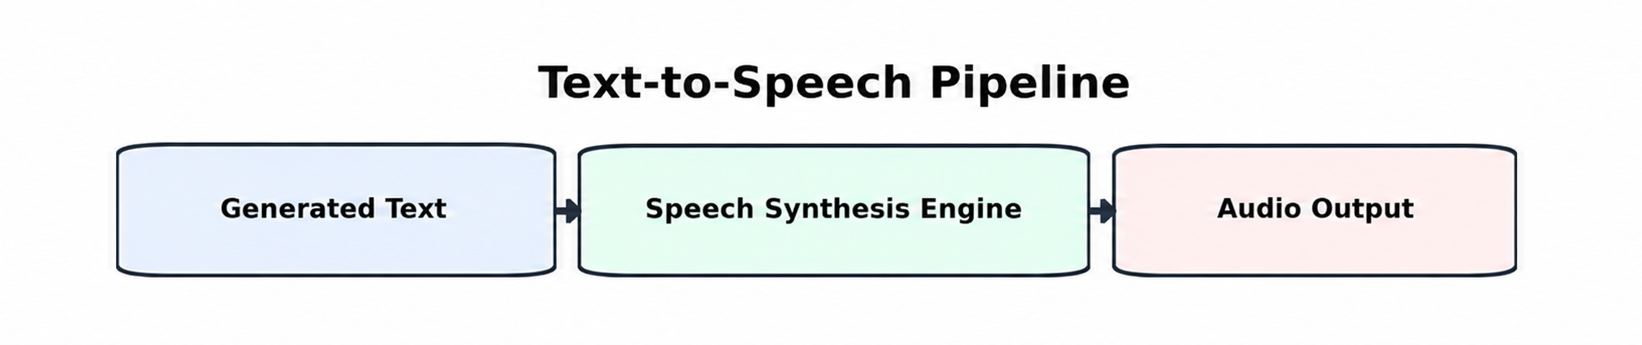 Text-to-Speech Pipeline
Generated Text
Speech Synthesis Engine
Audio Output